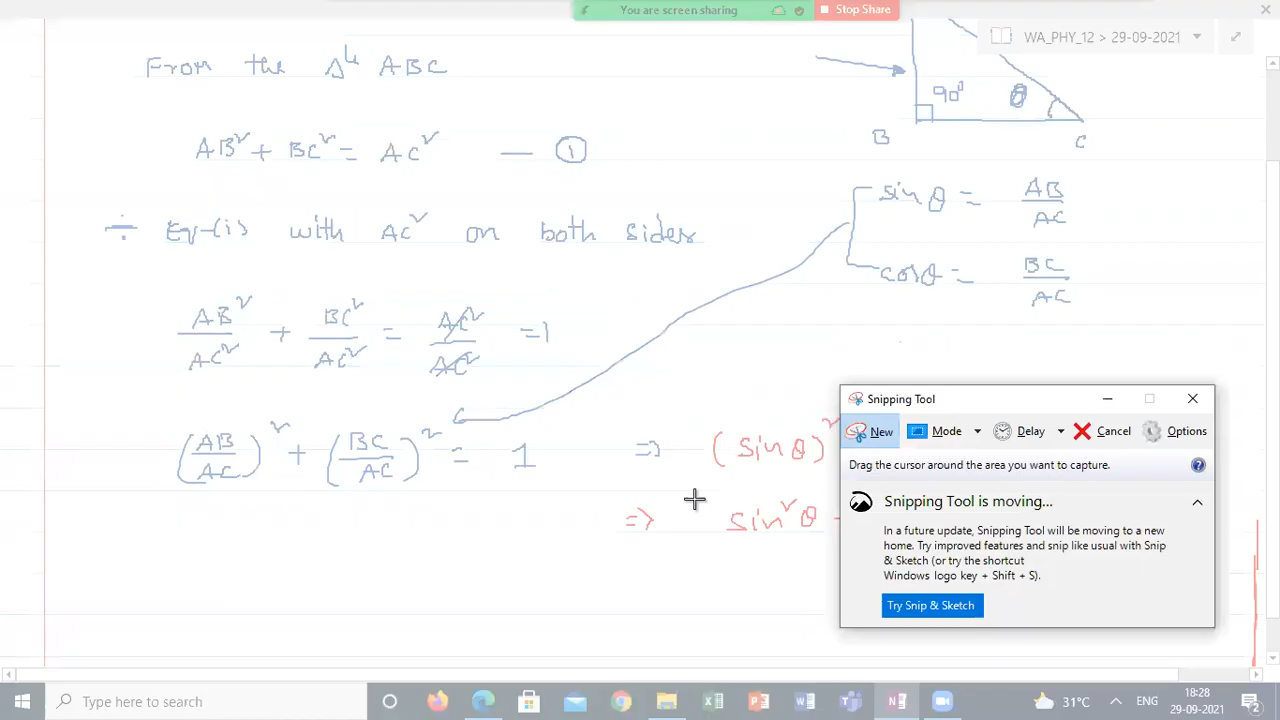 You are screen sharing
Stop Share
WA_PHY_12 > 29-09-2021
From the Δle ABC
90° θ
B C
AB² + BC² = AC² — ①
sin θ = AB/AC
÷ Eq-(1) with AC² on both sides
cos θ = BC/AC
AB²/AC² + BC²/AC² = AC²/AC² = 1
(AB/AC)² + (BC/AC)² = 1 => (sin θ)²
=> sin² θ
Snipping Tool
New Mode Delay Cancel Options
Drag the cursor around the area you want to capture.
Snipping Tool is moving...
In a future update, Snipping Tool will be moving to a new
home. Try improved features and snip like usual with Snip
& Sketch (or try the shortcut
Windows logo key + Shift + S).
Try Snip & Sketch
Type here to search
31°C
ENG
18:28
29-09-2021
2